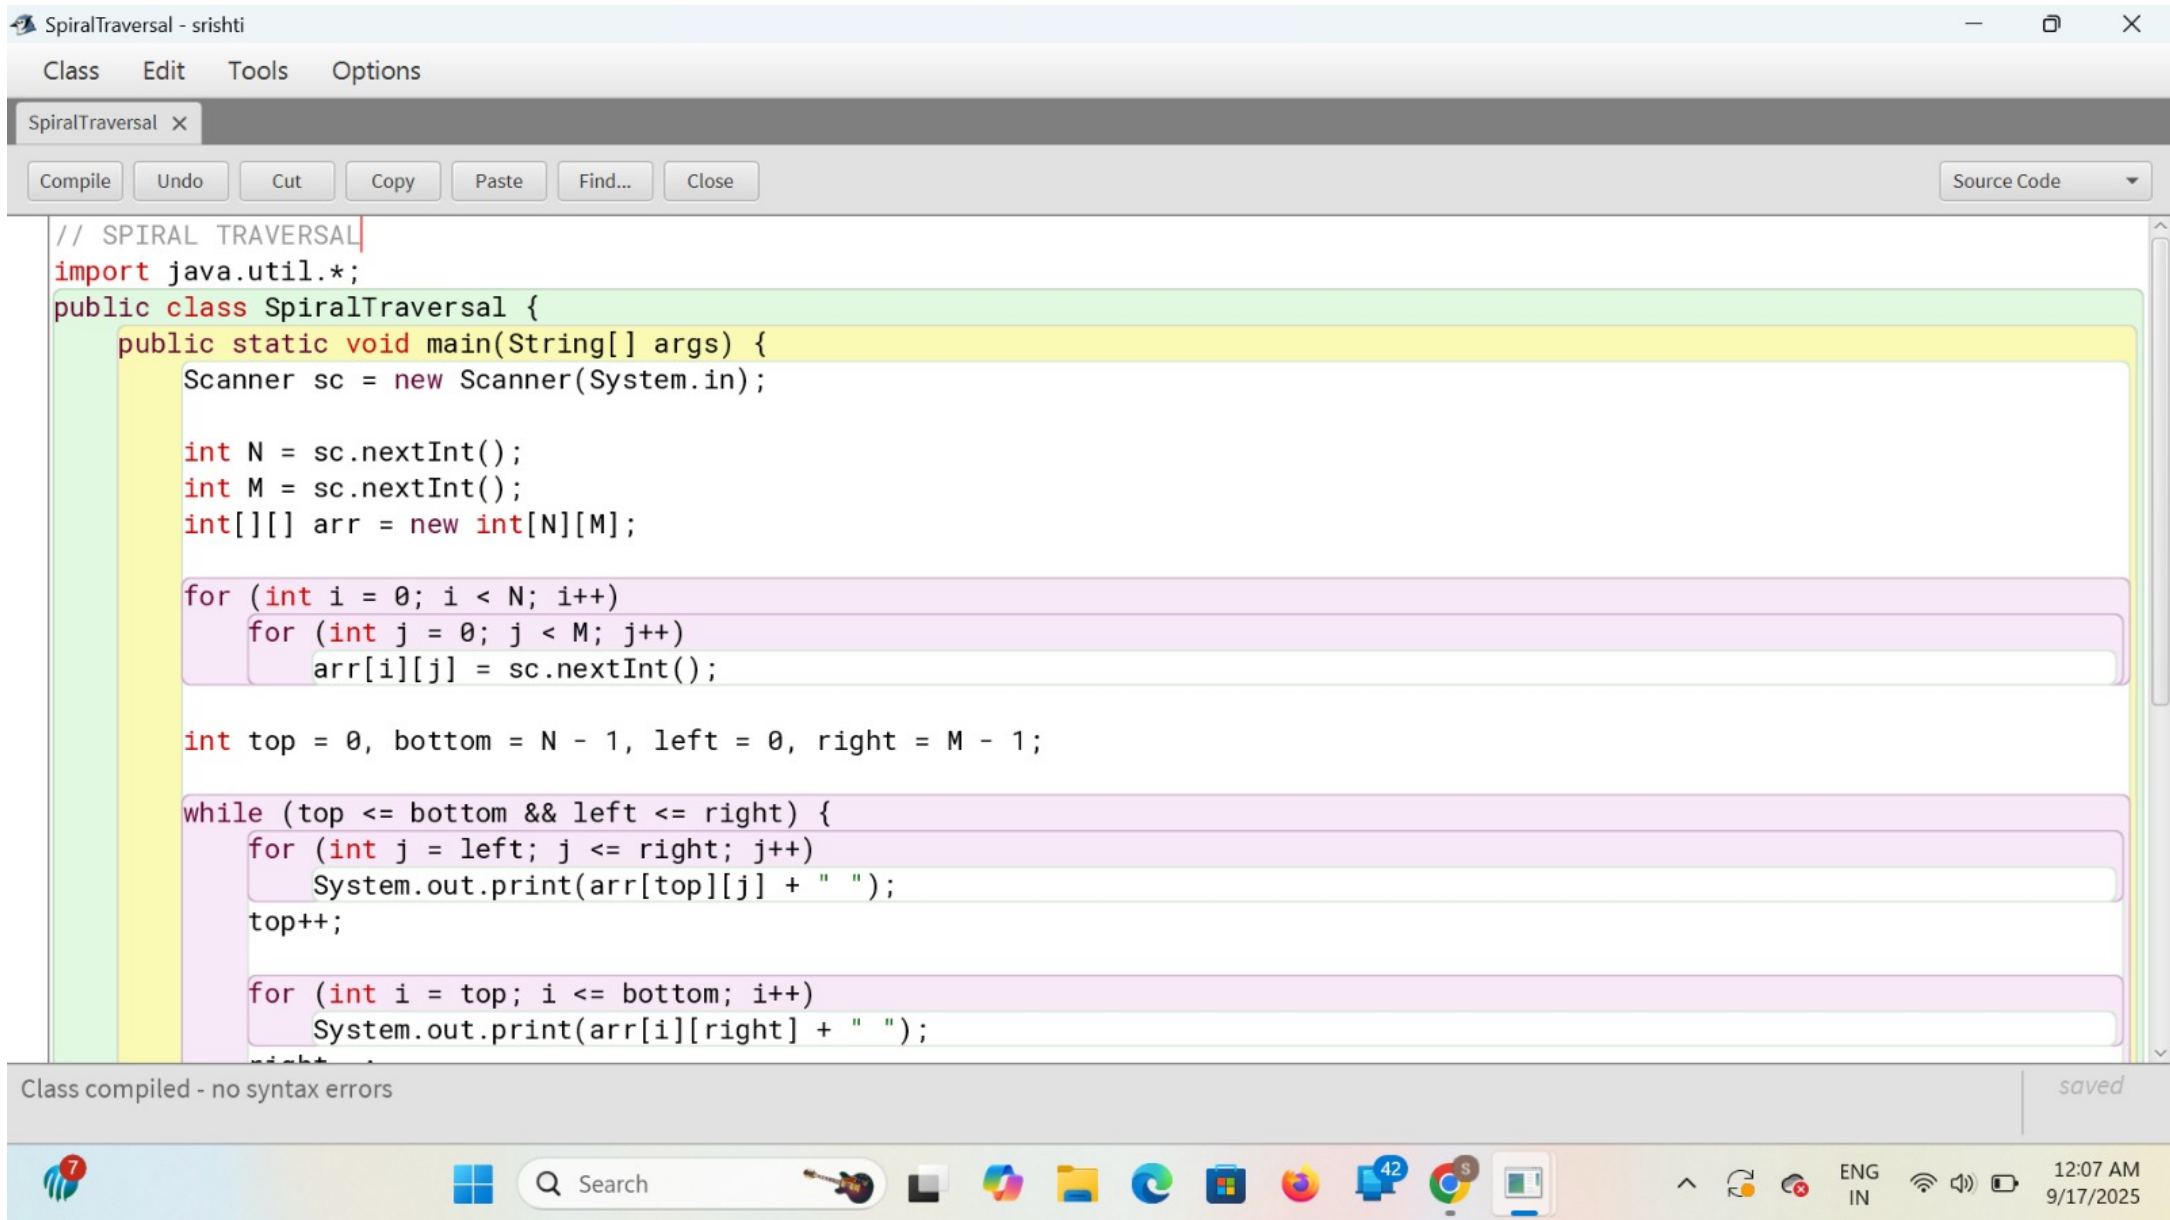 SpiralTraversal - srishti
Class Edit Tools Options
SpiralTraversal
Compile Undo Cut Copy Paste Find... Close Source Code
// SPIRAL TRAVERSAL
import java.util.*;
public class SpiralTraversal {
    public static void main(String[] args) {
        Scanner sc = new Scanner(System.in);
        int N = sc.nextInt();
        int M = sc.nextInt();
        int[][] arr = new int[N][M];
        for (int i = 0; i < N; i++)
            for (int j = 0; j < M; j++)
                arr[i][j] = sc.nextInt();
        int top = 0, bottom = N - 1, left = 0, right = M - 1;
        while (top <= bottom && left <= right) {
            for (int j = left; j <= right; j++)
                System.out.print(arr[top][j] + " ");
            top++;
            for (int i = top; i <= bottom; i++)
                System.out.print(arr[i][right] + " ");
Class compiled - no syntax errors
saved
7 Search 42 S ENG 12:07 AM
IN 9/17/2025